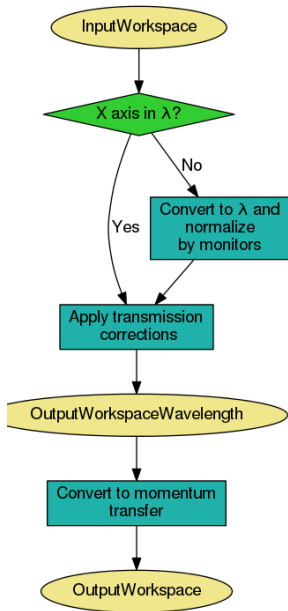 InputWorkspace
X axis in λ?
No
Convert to λ and
normalize
by monitors
Yes
Apply transmission
corrections
OutputWorkspaceWavelength
Convert to momentum
transfer
OutputWorkspace